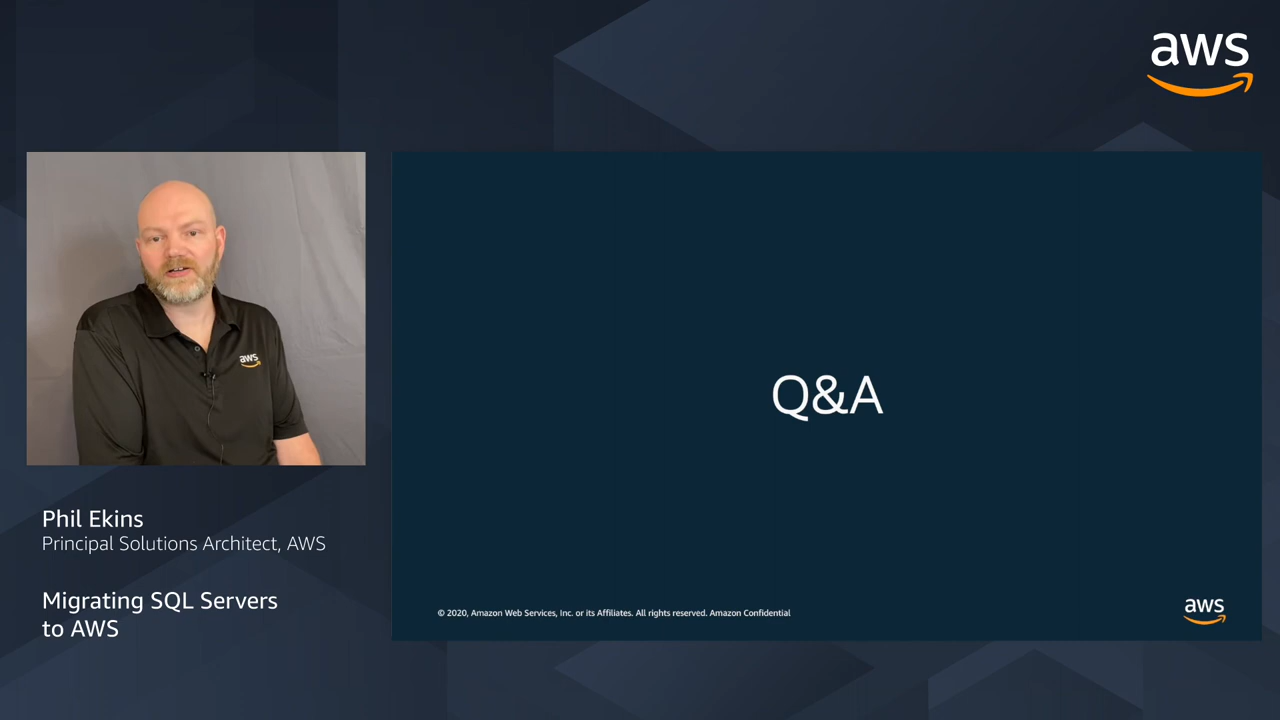 aws
aws
Q&A
Phil Ekins
Principal Solutions Architect, AWS
Migrating SQL Servers
to AWS
© 2020, Amazon Web Services, Inc. or its Affiliates. All rights reserved. Amazon Confidential
aws